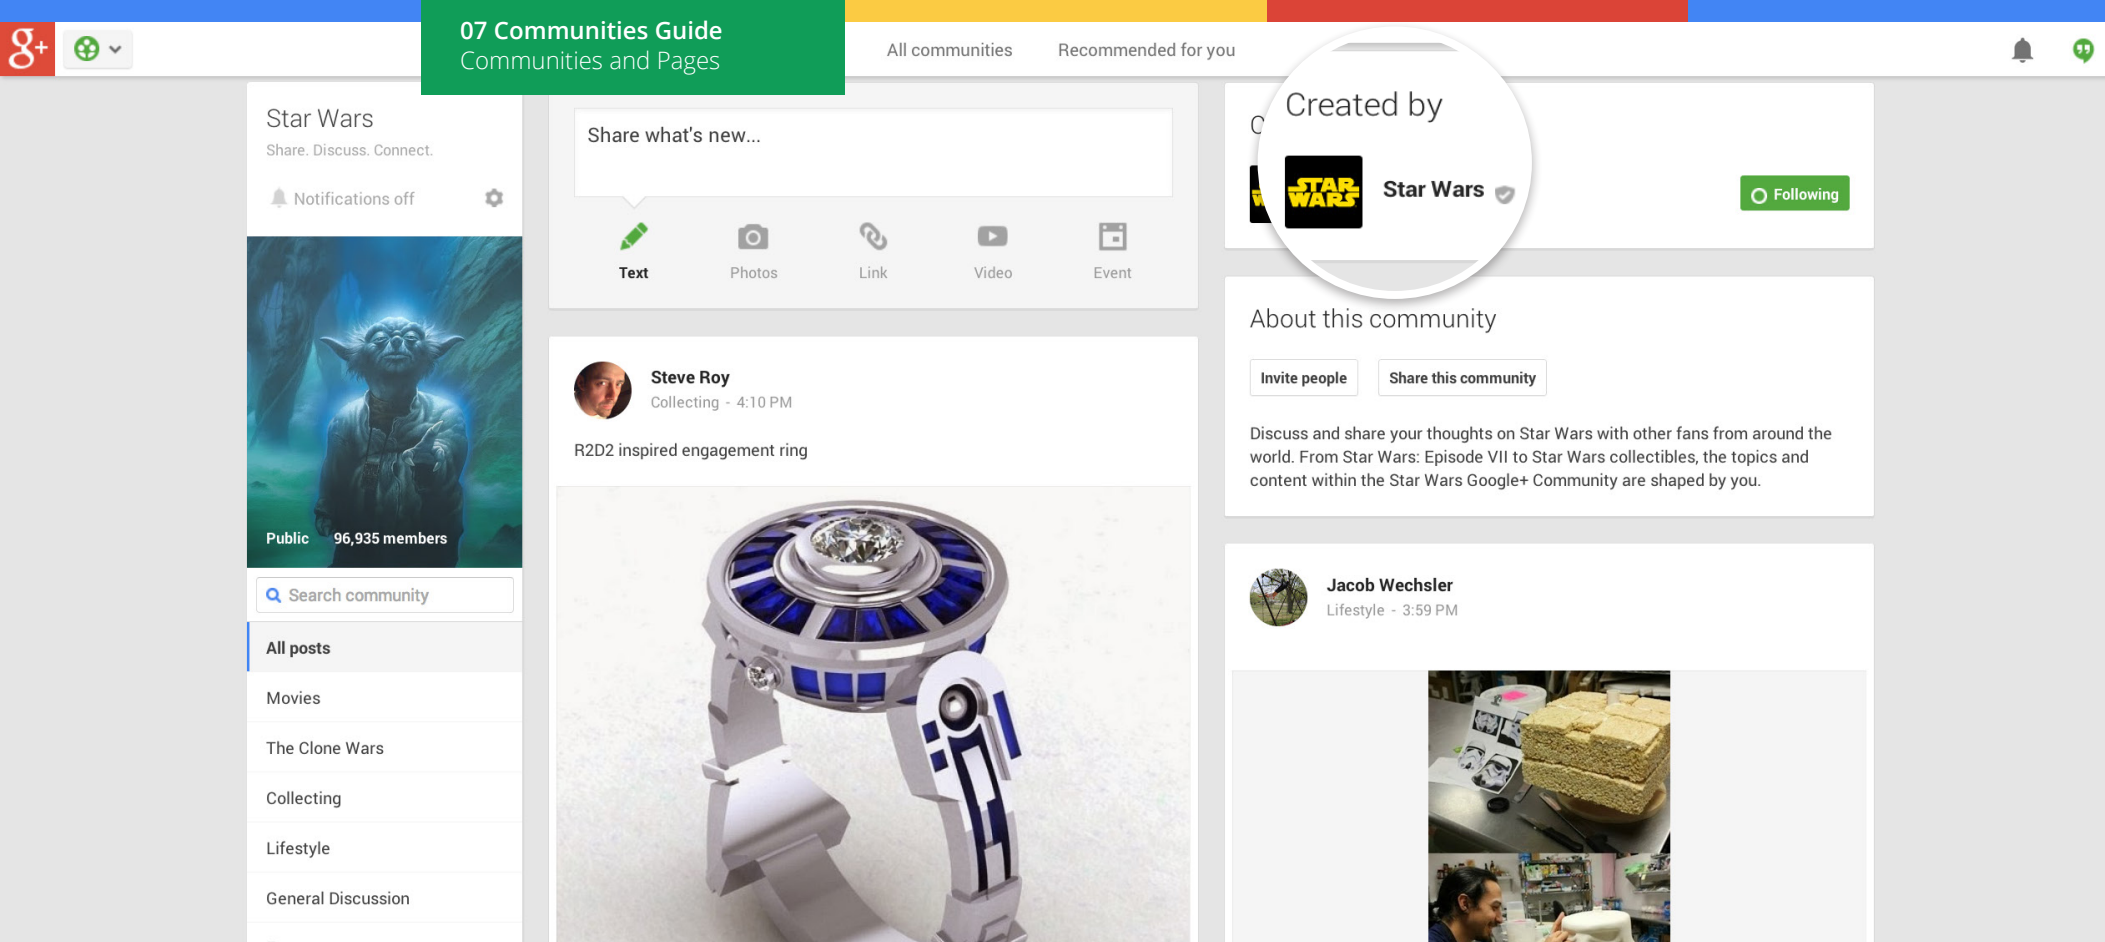 07 Communities Guide
Communities and Pages
g+
All communities
Recommended for you
Star Wars
Share. Discuss. Connect.
Notifications off
Public
96,935 members
Search community
All posts
Movies
The Clone Wars
Collecting
Lifestyle
General Discussion
Share what's new...
Text
Photos
Link
Video
Event
Steve Roy
Collecting - 4:10 PM
R2D2 inspired engagement ring
Created by
STAR WARS
Star Wars
Following
About this community
Invite people
Share this community
Discuss and share your thoughts on Star Wars with other fans from around the
world. From Star Wars: Episode VII to Star Wars collectibles, the topics and
content within the Star Wars Google+ Community are shaped by you.
Jacob Wechsler
Lifestyle - 3:59 PM